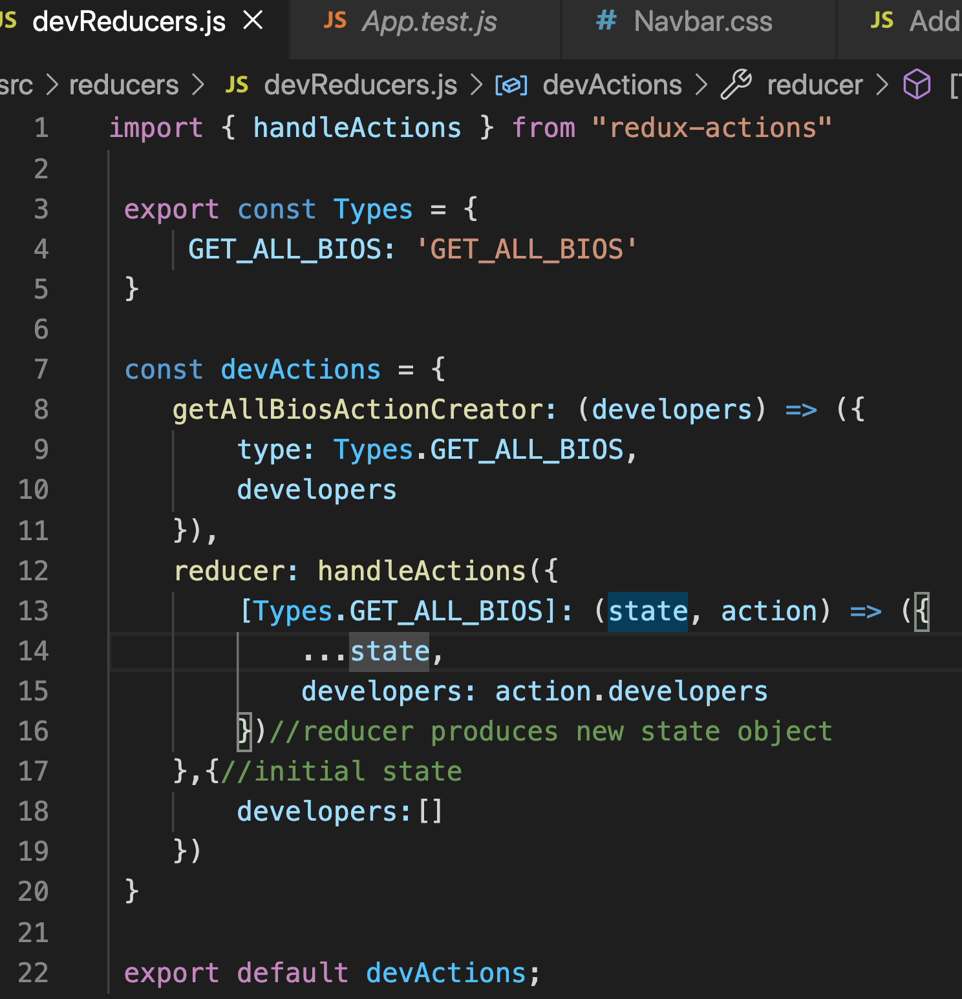 JS devReducers.js × JS App.test.js # Navbar.css JS Add
src > reducers > JS devReducers.js > devActions > reducer > [
1 import { handleActions } from "redux-actions"
2
3 export const Types = {
4 GET_ALL_BIOS: 'GET_ALL_BIOS'
5 }
6
7 const devActions = {
8 getAllBiosActionCreator: (developers) => ({
9 type: Types.GET_ALL_BIOS,
10 developers
11 }),
12 reducer: handleActions({
13 [Types.GET_ALL_BIOS]: (state, action) => ({
14 ...state,
15 developers: action.developers
16 })//reducer produces new state object
17 },{//initial state
18 developers:[]
19 })
20 }
21
22 export default devActions;